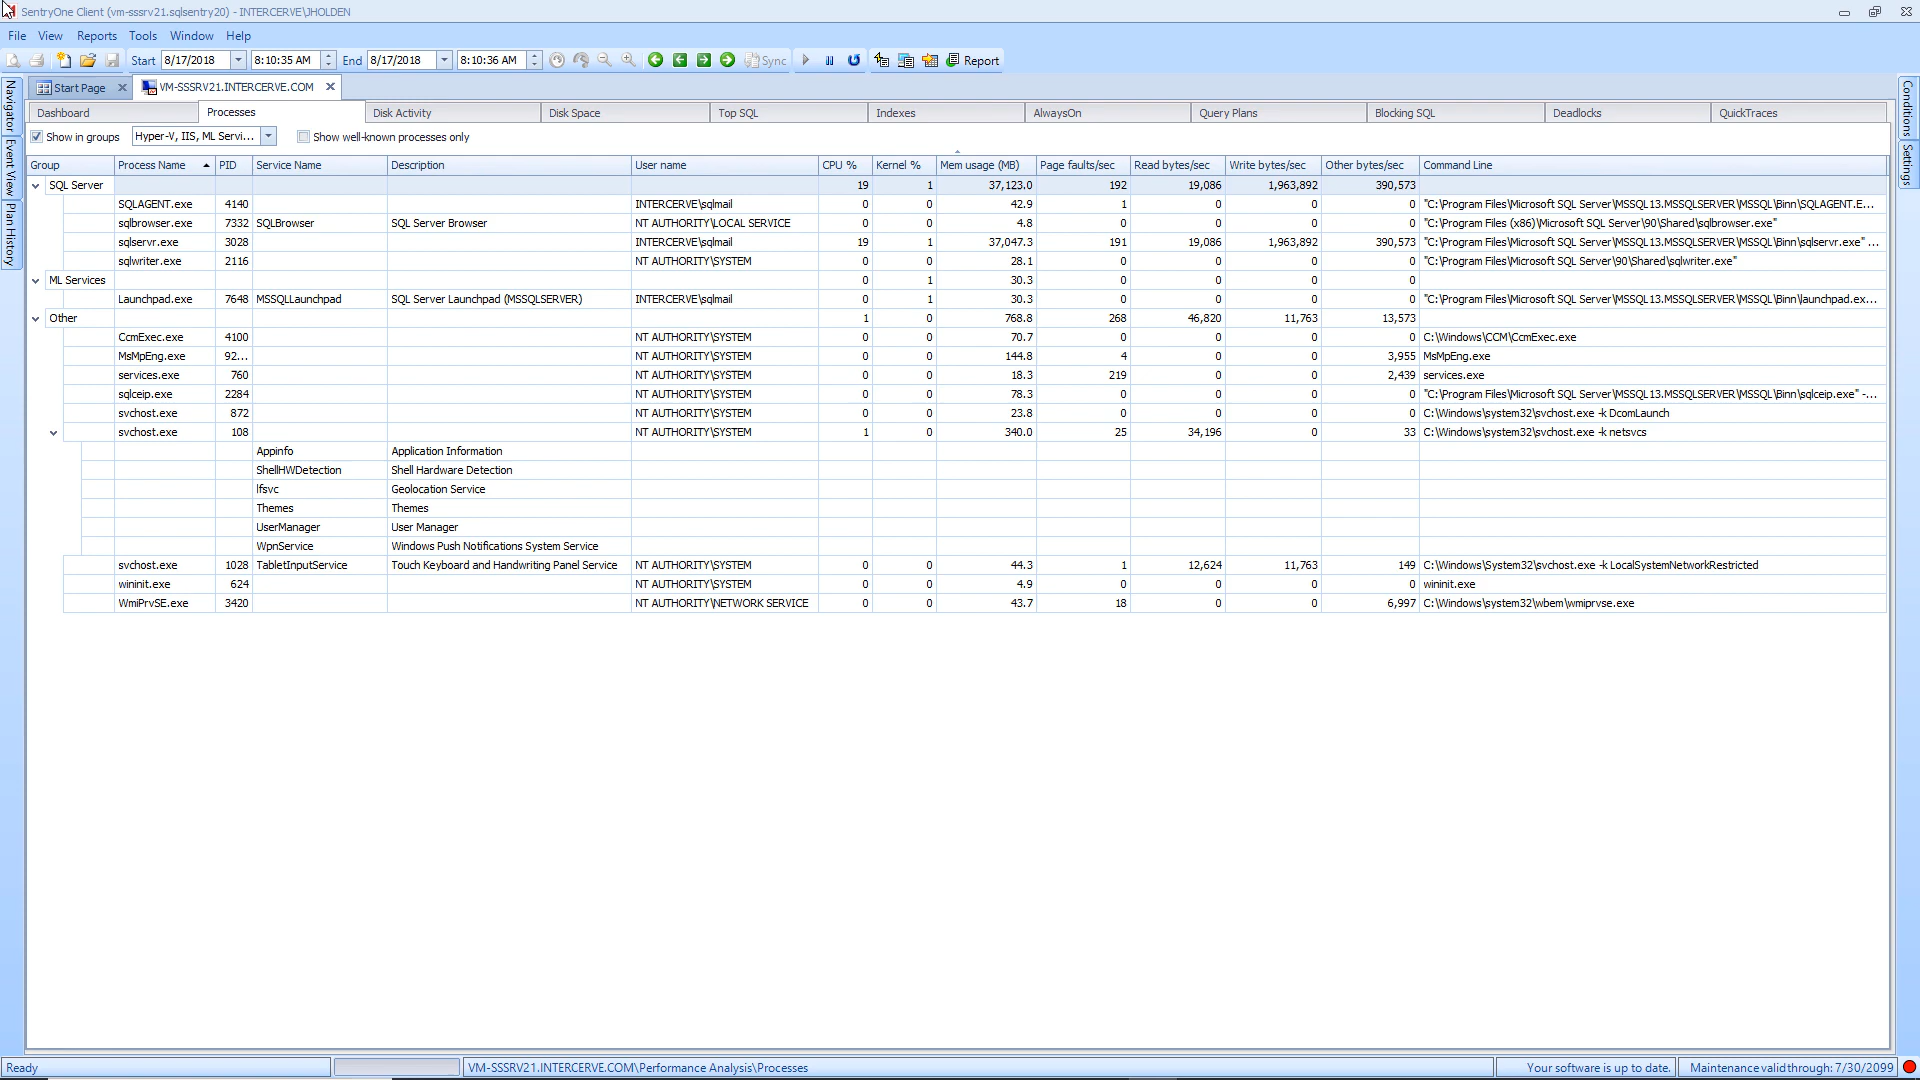 SentryOne Client (vm-sssrv21.sqlsentry20) - INTERCERVE\JHOLDEN
File View Reports Tools Window Help
Start 8/17/2018 8:10:35 AM End 8/17/2018 8:10:36 AM Sync Report
Start Page VM-SSSRV21.INTERCERVE.COM
Dashboard Processes Disk Activity Disk Space Top SQL Indexes AlwaysOn Query Plans Blocking SQL Deadlocks QuickTraces
Show in groups Hyper-V, IIS, ML Servi... Show well-known processes only
Group Process Name PID Service Name Description User name CPU % Kernel % Mem usage (MB) Page faults/sec Read bytes/sec Write bytes/sec Other bytes/sec Command Line
SQL Server 19 1 37,123.0 192 19,086 1,963,892 390,573
SQLAGENT.exe 4140 INTERCERVE\sqlmail 0 0 42.9 1 0 0 0 "C:\Program Files\Microsoft SQL Server\MSSQL13.MSSQLSERVER\MSSQL\Binn\SQLAGENT.E...
sqlbrowser.exe 7332 SQLBrowser SQL Server Browser NT AUTHORITY\LOCAL SERVICE 0 0 4.8 0 0 0 0 "C:\Program Files (x86)\Microsoft SQL Server\90\Shared\sqlbrowser.exe"
sqlservr.exe 3028 INTERCERVE\sqlmail 19 1 37,047.3 191 19,086 1,963,892 390,573 "C:\Program Files\Microsoft SQL Server\MSSQL13.MSSQLSERVER\MSSQL\Binn\sqlservr.exe" ...
sqlwriter.exe 2116 NT AUTHORITY\SYSTEM 0 0 28.1 0 0 0 0 "C:\Program Files\Microsoft SQL Server\90\Shared\sqlwriter.exe"
ML Services 0 1 30.3 0 0 0 0
Launchpad.exe 7648 MSSQLLaunchpad SQL Server Launchpad (MSSQLSERVER) INTERCERVE\sqlmail 0 1 30.3 0 0 0 0 "C:\Program Files\Microsoft SQL Server\MSSQL13.MSSQLSERVER\MSSQL\Binn\launchpad.ex...
Other 1 0 768.8 268 46,820 11,763 13,573
CcmExec.exe 4100 NT AUTHORITY\SYSTEM 0 0 70.7 0 0 0 0 C:\Windows\CCM\CcmExec.exe
MsMpEng.exe 92... NT AUTHORITY\SYSTEM 0 0 144.8 4 0 0 3,955 MsMpEng.exe
services.exe 760 NT AUTHORITY\SYSTEM 0 0 18.3 219 0 0 2,439 services.exe
sqlceip.exe 2284 NT AUTHORITY\SYSTEM 0 0 78.3 0 0 0 0 "C:\Program Files\Microsoft SQL Server\MSSQL13.MSSQLSERVER\MSSQL\Binn\sqlceip.exe" -...
svchost.exe 872 NT AUTHORITY\SYSTEM 0 0 23.8 0 0 0 0 C:\Windows\system32\svchost.exe -k DcomLaunch
svchost.exe 108 NT AUTHORITY\SYSTEM 1 0 340.0 25 34,196 0 33 C:\Windows\system32\svchost.exe -k netsvcs
Appinfo Application Information
ShellHWDetection Shell Hardware Detection
lfsvc Geolocation Service
Themes Themes
UserManager User Manager
WpnService Windows Push Notifications System Service
svchost.exe 1028 TabletInputService Touch Keyboard and Handwriting Panel Service NT AUTHORITY\SYSTEM 0 0 44.3 1 12,624 11,763 149 C:\Windows\System32\svchost.exe -k LocalSystemNetworkRestricted
wininit.exe 624 NT AUTHORITY\SYSTEM 0 0 4.9 0 0 0 0 wininit.exe
WmiPrvSE.exe 3420 NT AUTHORITY\NETWORK SERVICE 0 0 43.7 18 0 0 6,997 C:\Windows\system32\wbem\wmiprvse.exe
Navigator
Event View
Plan History
Conditions
Settings
Ready VM-SSSRV21.INTERCERVE.COM\Performance Analysis\Processes Your software is up to date. Maintenance valid through: 7/30/2099